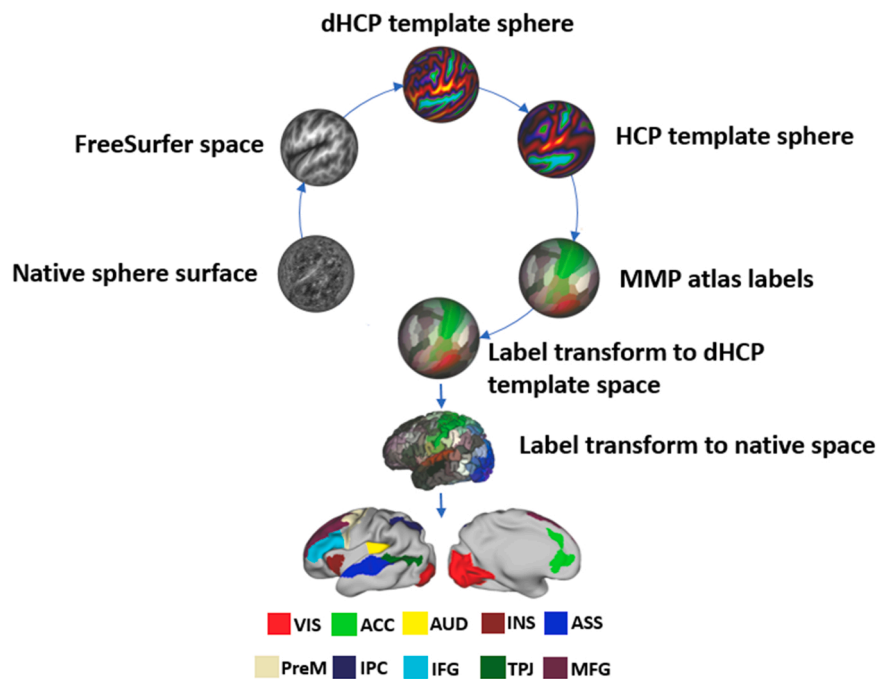 dHCP template sphere
FreeSurfer space
HCP template sphere
Native sphere surface
MMP atlas labels
Label transform to dHCP
template space
Label transform to native space
VIS ACC AUD INS ASS
PreM IPC IFG TPJ MFG